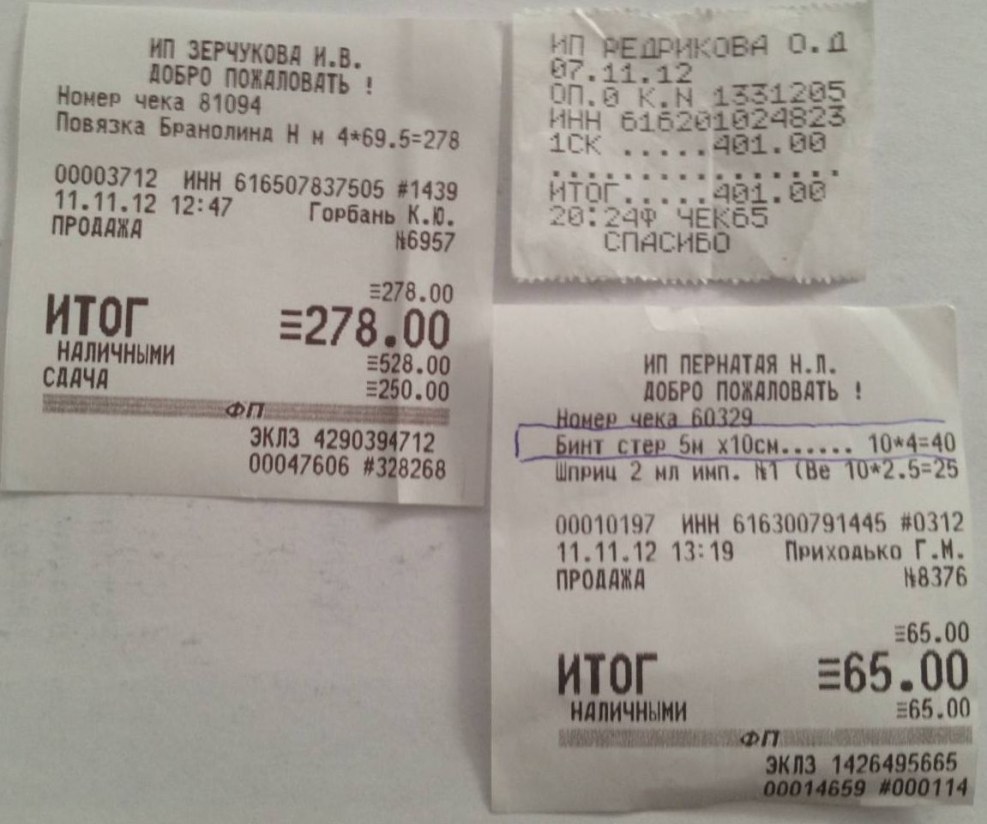 ИП ЗЕРЧУКОВА И.В.
ДОБРО ПОЖАЛОВАТЬ !
Номер чека 81094
Повязка Бранолинд Н м 4*69.5=278
00003712 ИНН 616507837505 #1439
11.11.12 12:47 Горбань К.Ю.
ПРОДАЖА №6957
≡278.00
ИТОГ ≡278.00
НАЛИЧНЫМИ ≡528.00
СДАЧА ≡250.00
ФП
ЭКЛЗ 4290394712
00047606 #328268
ИП РЕДРИКОВА О.Д
07.11.12
ОП.0 К.N 1331205
ИНН 616201024823
1СК .....401.00
................
ИТОГ.....401.00
20:24Ф ЧЕК65
СПАСИБО
ИП ПЕРНАТАЯ Н.Л.
ДОБРО ПОЖАЛОВАТЬ !
Номер чека 60329
Бинт стер 5м х10см...... 10*4=40
Шприц 2 мл имп. №1 (Ве 10*2.5=25
00010197 ИНН 616300791445 #0312
11.11.12 13:19 Приходько Г.М.
ПРОДАЖА №8376
≡65.00
ИТОГ ≡65.00
НАЛИЧНЫМИ ≡65.00
ФП
ЭКЛЗ 1426495665
00014659 #000114